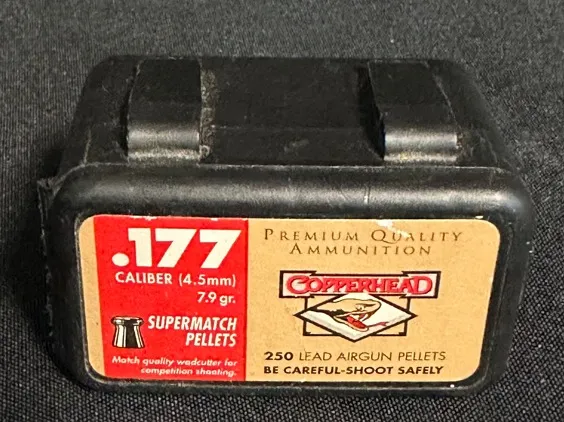 .177
CALIBER (4.5mm)
7.9 gr.
SUPERMATCH
PELLETS
Match quality wadcutter for
competition shooting.
PREMIUM QUALITY
AMMUNITION
COPPERHEAD
250 LEAD AIRGUN PELLETS
BE CAREFUL-SHOOT SAFELY